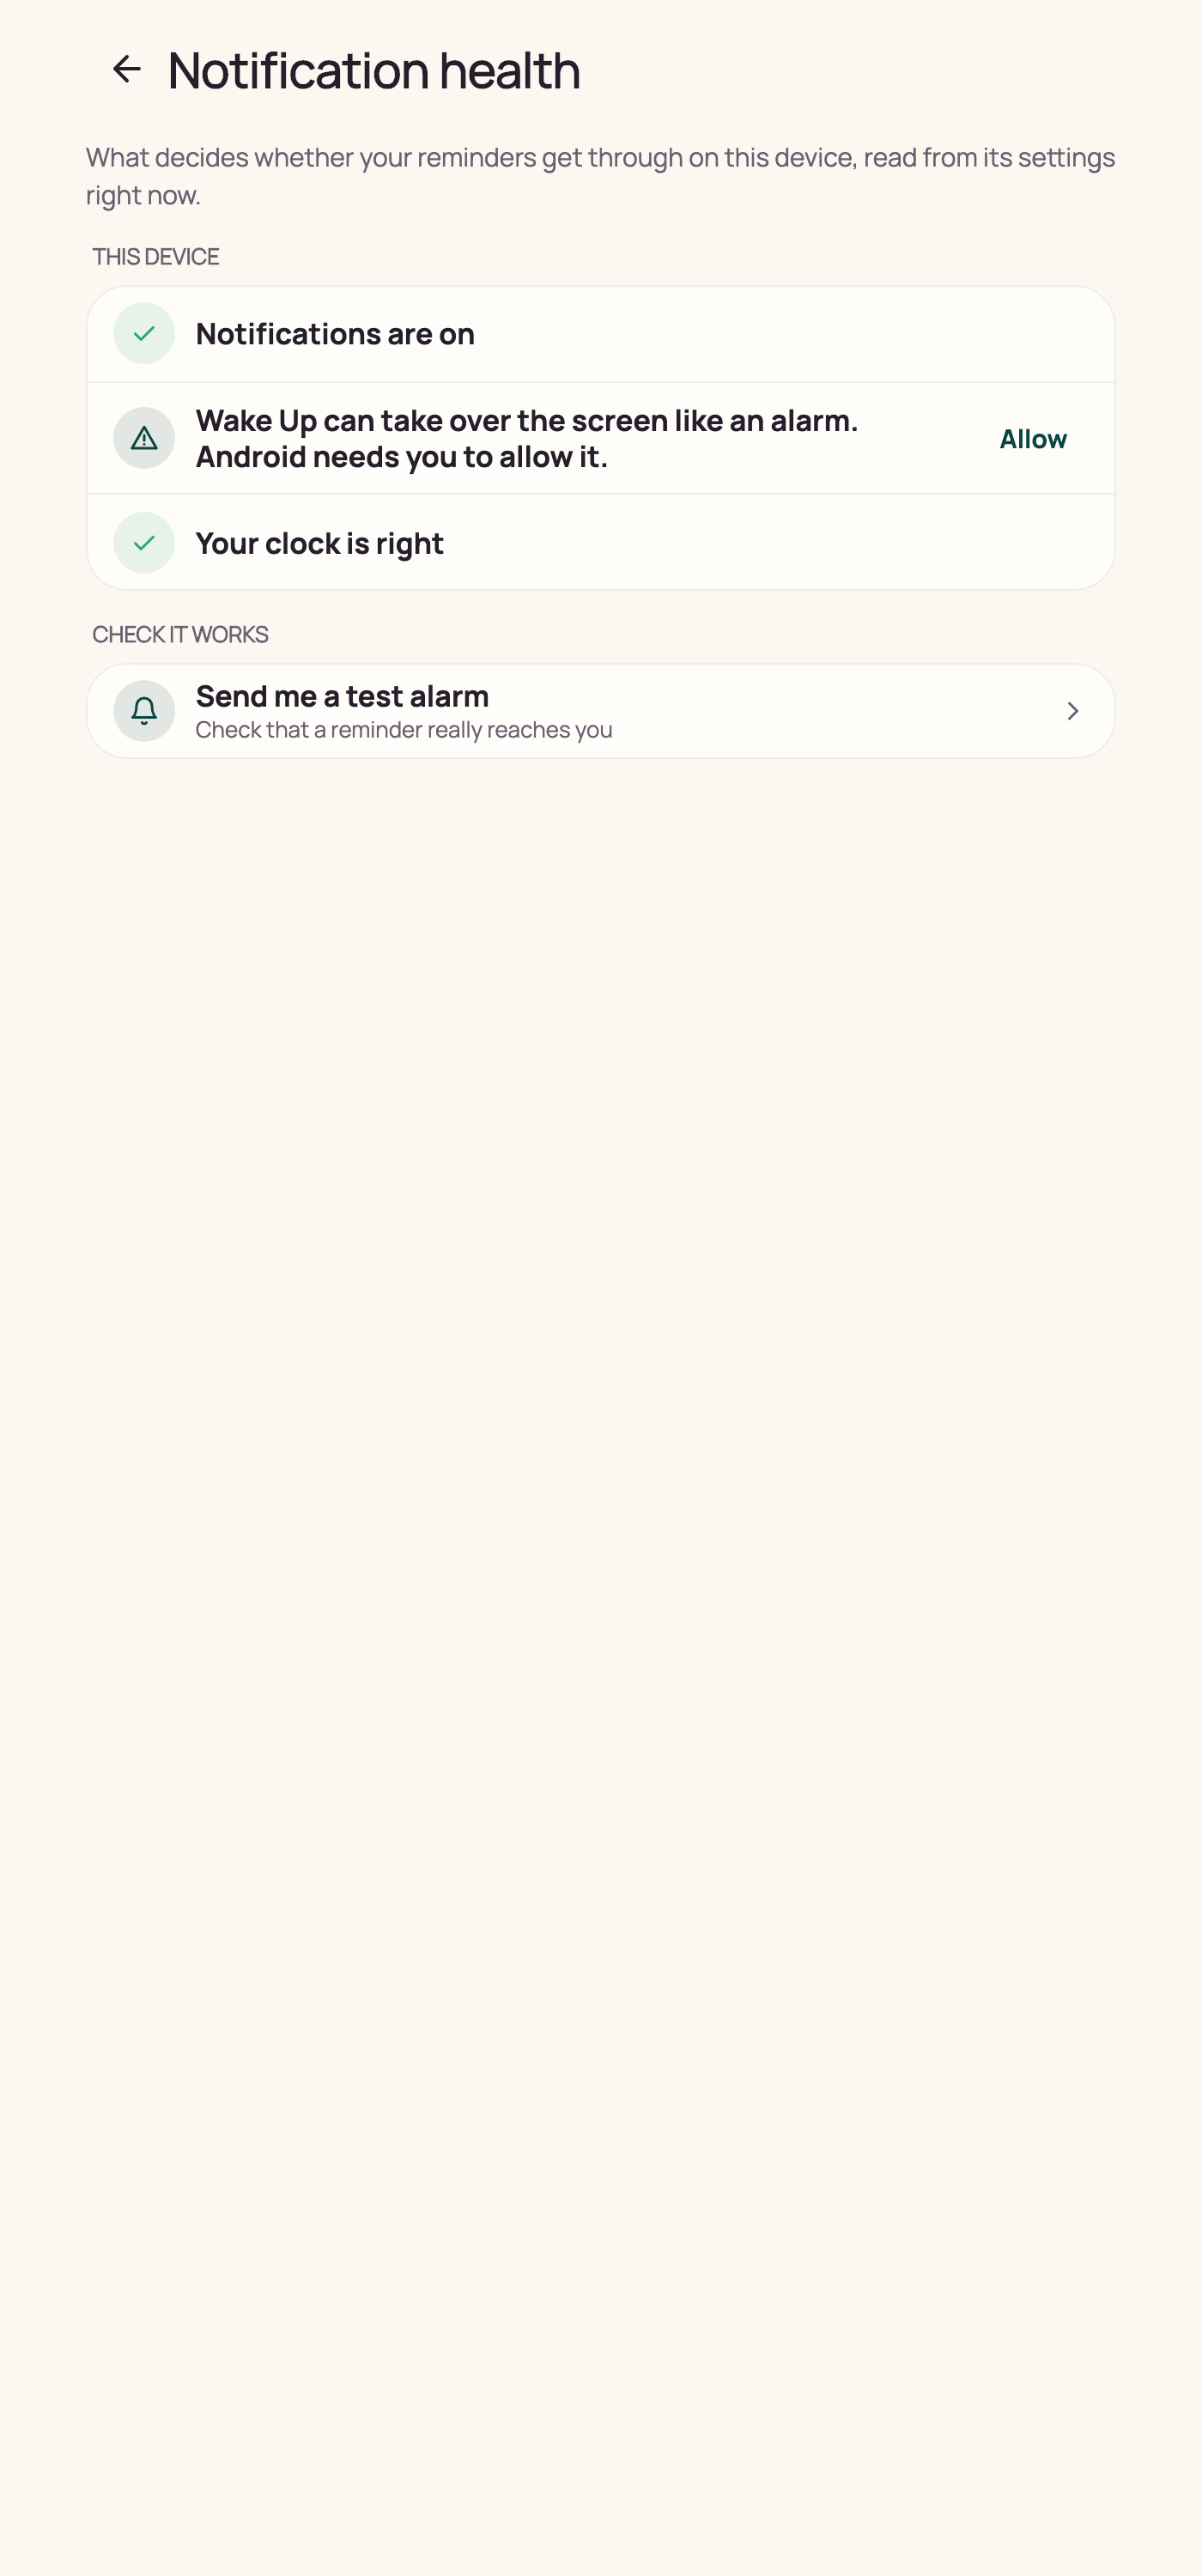 Notification health
What decides whether your reminders get through on this device, read from its settings
right now.
THIS DEVICE
Notifications are on
Wake Up can take over the screen like an alarm.
Android needs you to allow it.
Allow
Your clock is right
CHECK IT WORKS
Send me a test alarm
Check that a reminder really reaches you